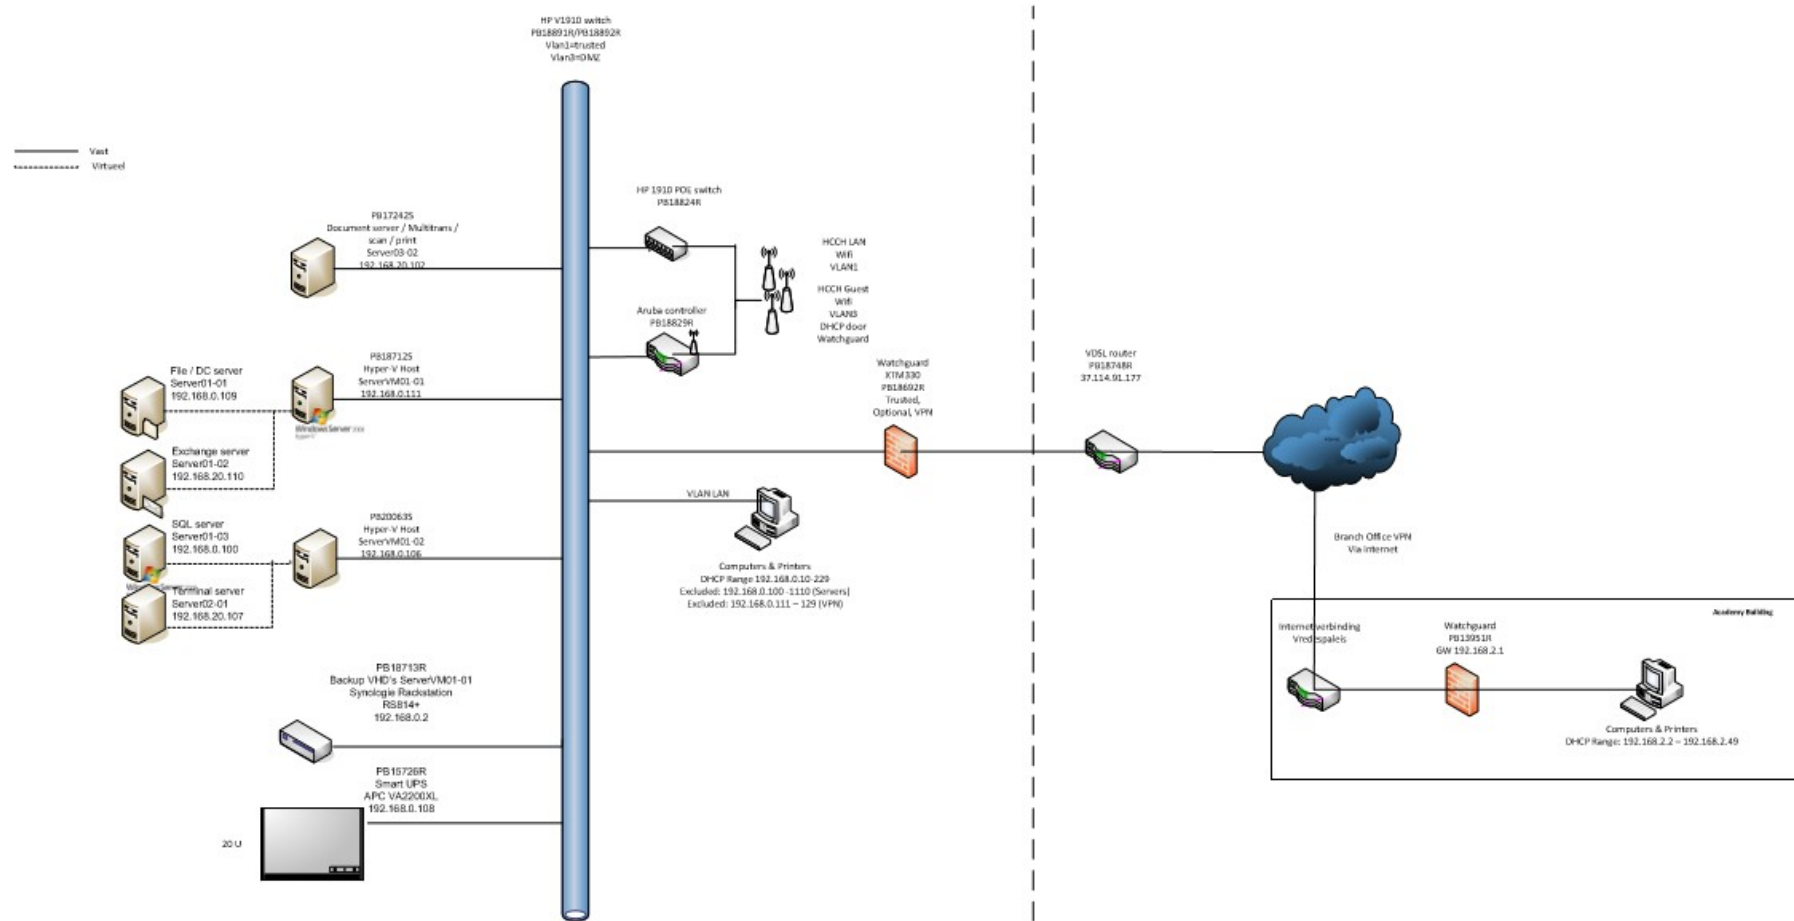 HP V1910 switch
PB18891R/PB18892R
Vlan1=trusted
Vlan3=DMZ
Vast
Virtueel
HP 1910 POE switch
PB18824R
PB17242S
Document server / Multitrans /
scan / print
Server03-02
192.168.20.102
HCCH LAN
Wifi
VLAN1
HCCH Guest
Wifi
VLAN3
DHCP door
Watchguard
Aruba controller
PB18829R
PB18712S
Hyper-V Host
ServerVM01-01
192.168.0.111
File / DC server
Server01-01
192.168.0.109
Windows Server 2008
Hyper-V
Exchange server
Server01-02
192.168.20.110
Watchguard
XTM330
PB18692R
Trusted,
Optional, VPN
VDSL router
PB18748R
37.114.91.177
VLAN LAN
SQL server
Server01-03
192.168.0.100
PB20063S
Hyper-V Host
ServerVM01-02
192.168.0.106
Windows Server
Terminal server
Server02-01
192.168.20.107
Computers & Printers
DHCP Range 192.168.0.10-229
Excluded: 192.168.0.100 -1110 (Servers)
Excluded: 192.168.0.111 – 129 (VPN)
Branch Office VPN
Via Internet
Academy Building
Internetverbinding
Vredespaleis
Watchguard
PB13951R
GW 192.168.2.1
Computers & Printers
DHCP Range: 192.168.2.2 – 192.168.2.49
PB18713R
Backup VHD's ServerVM01-01
Synologie Rackstation
RS814+
192.168.0.2
PB15726R
Smart UPS
APC VA2200XL
192.168.0.108
20 U